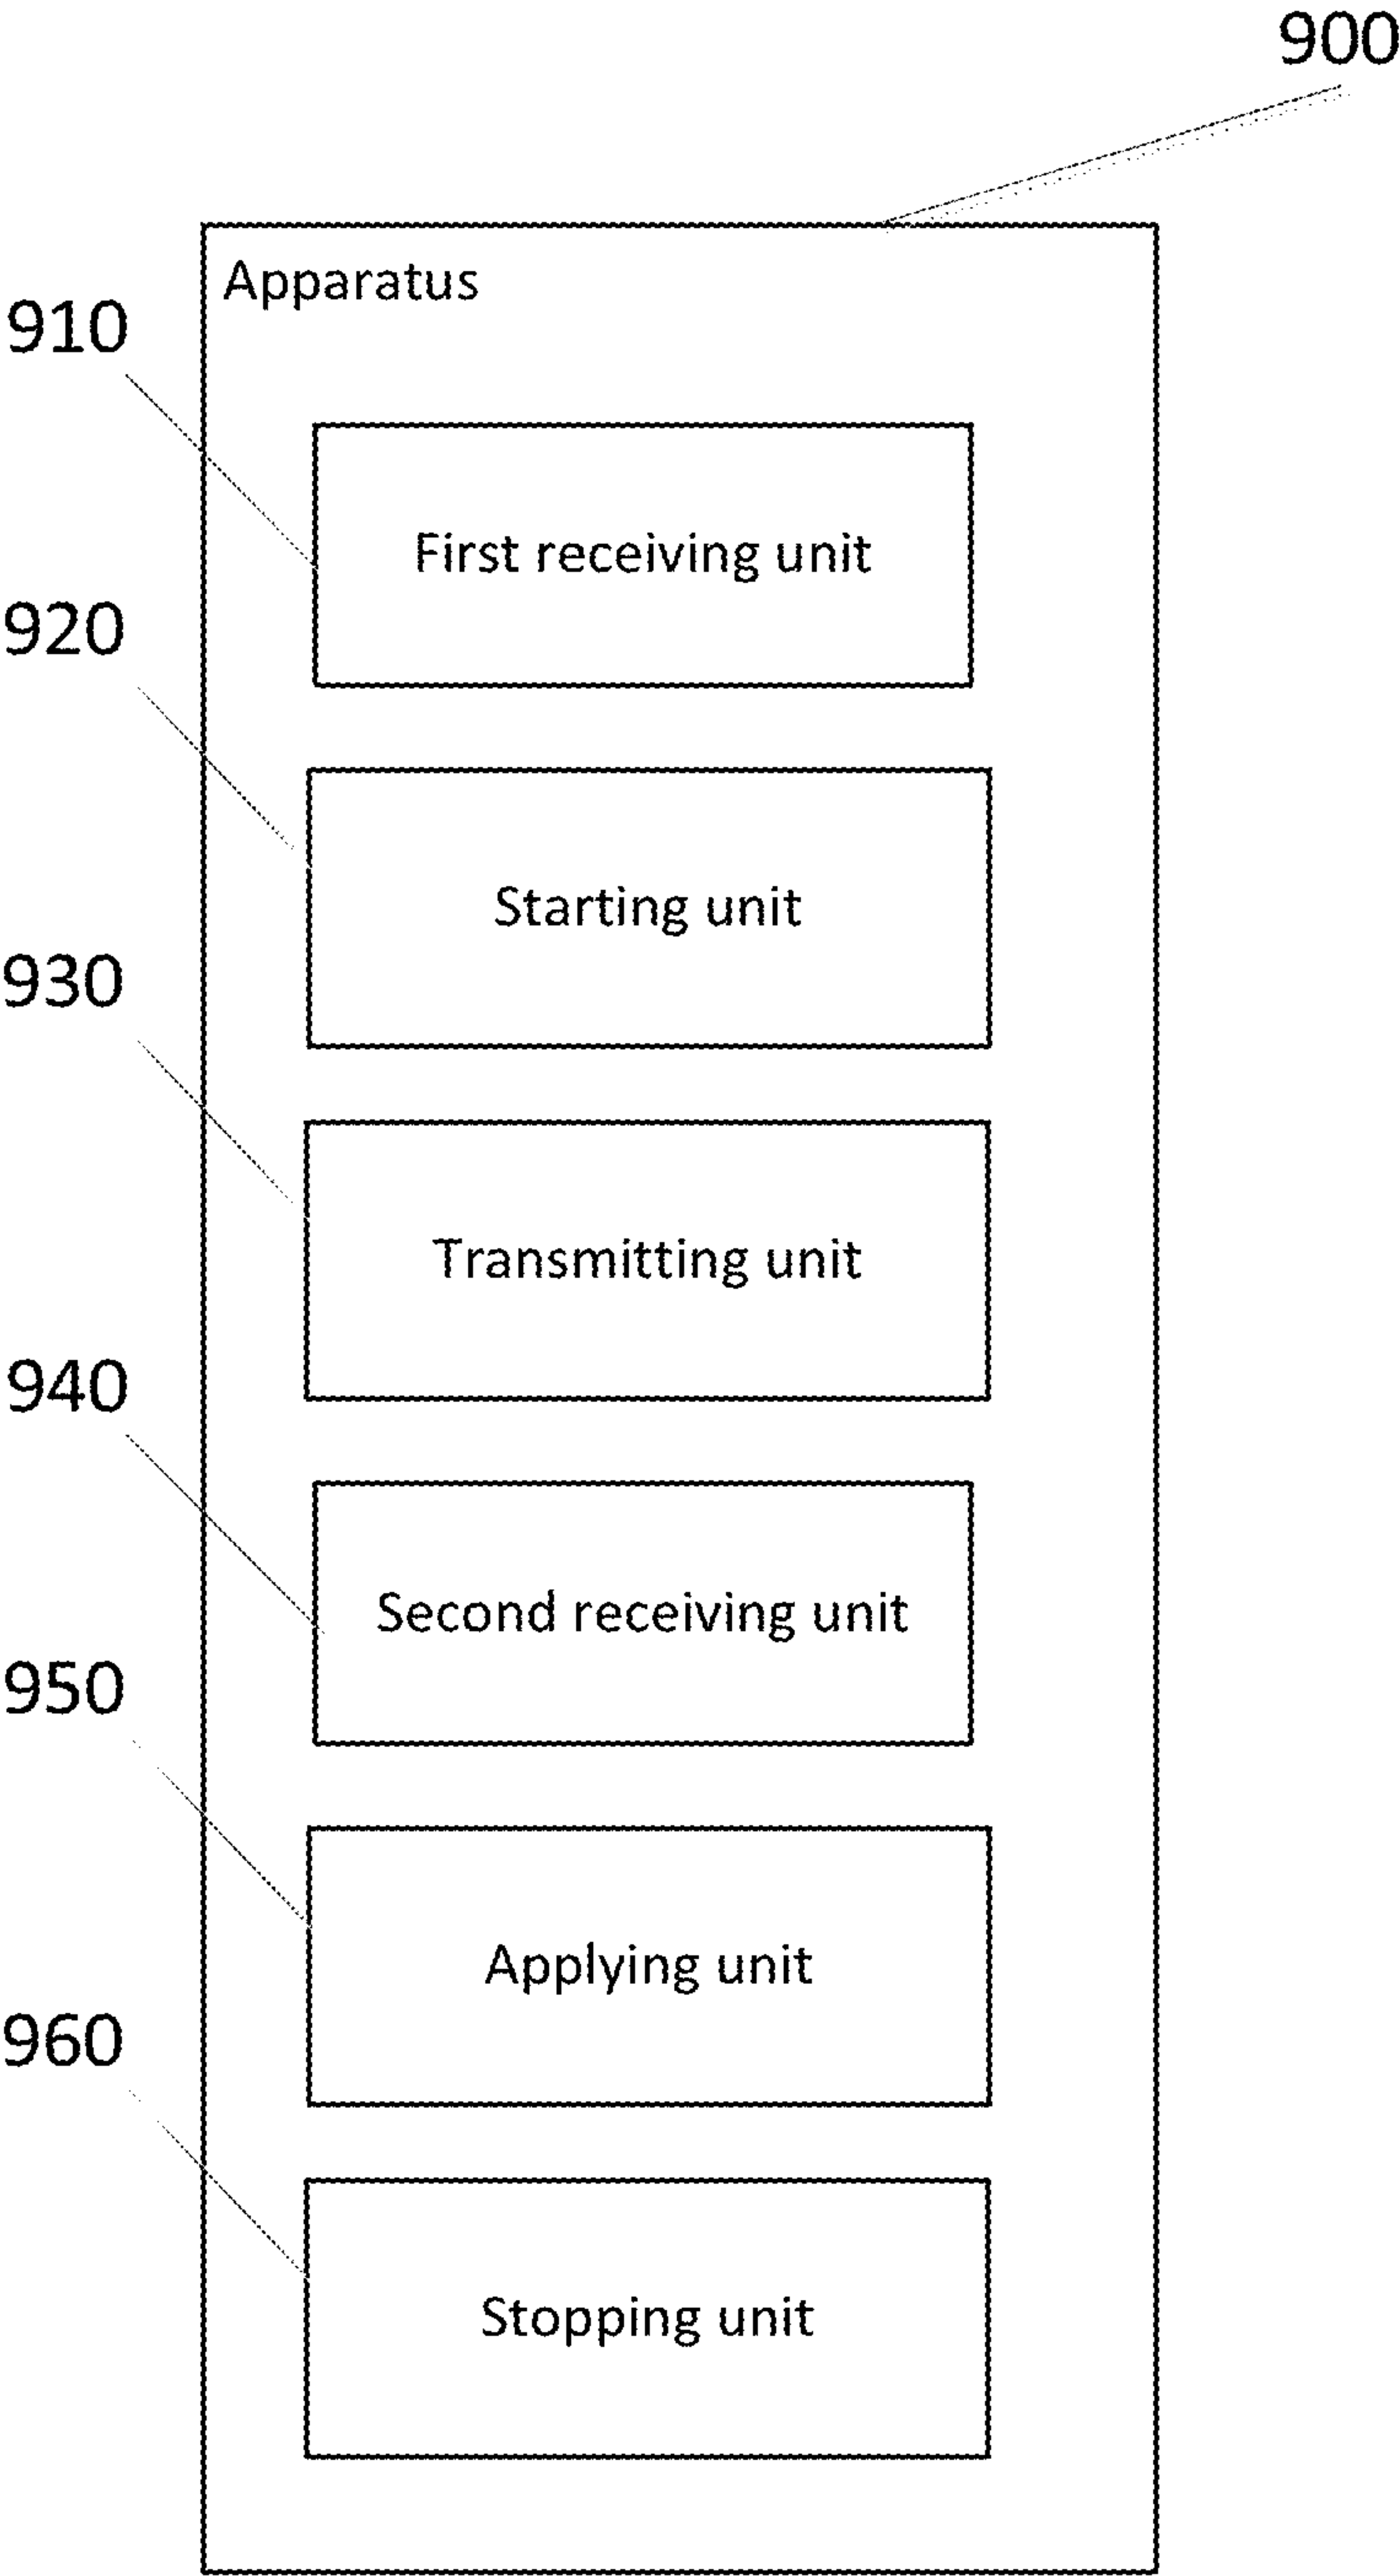 900
Apparatus
910
First receiving unit
920
Starting unit
930
Transmitting unit
940
Second receiving unit
950
Applying unit
960
Stopping unit